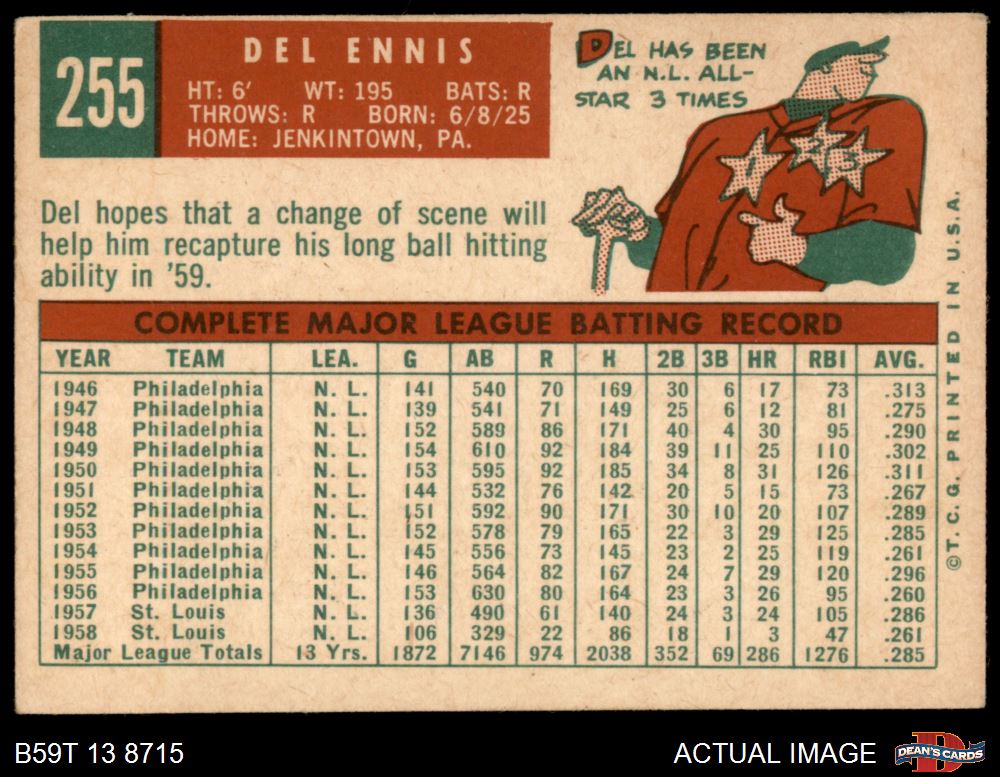 255
DEL ENNIS
HT: 6' WT: 195 BATS: R
THROWS: R BORN: 6/8/25
HOME: JENKINTOWN, PA.
DEL HAS BEEN
AN N.L. ALL-
STAR 3 TIMES
1 2 3
Del hopes that a change of scene will
help him recapture his long ball hitting
ability in '59.
COMPLETE MAJOR LEAGUE BATTING RECORD
YEAR TEAM LEA. G AB R H 2B 3B HR RBI AVG.
1946 Philadelphia N. L. 141 540 70 169 30 6 17 73 .313
1947 Philadelphia N. L. 139 541 71 149 25 6 12 81 .275
1948 Philadelphia N. L. 152 589 86 171 40 4 30 95 .290
1949 Philadelphia N. L. 154 610 92 184 39 11 25 110 .302
1950 Philadelphia N. L. 153 595 92 185 34 8 31 126 .311
1951 Philadelphia N. L. 144 532 76 142 20 5 15 73 .267
1952 Philadelphia N. L. 151 592 90 171 30 10 20 107 .289
1953 Philadelphia N. L. 152 578 79 165 22 3 29 125 .285
1954 Philadelphia N. L. 145 556 73 145 23 2 25 119 .261
1955 Philadelphia N. L. 146 564 82 167 24 7 29 120 .296
1956 Philadelphia N. L. 153 630 80 164 23 3 26 95 .260
1957 St. Louis N. L. 136 490 61 140 24 3 24 105 .286
1958 St. Louis N. L. 106 329 22 86 18 1 3 47 .261
Major League Totals 13 Yrs. 1872 7146 974 2038 352 69 286 1276 .285
©T.C.G. PRINTED IN U.S.A.
B59T 13 8715
ACTUAL IMAGE
D
DEAN'S CARDS